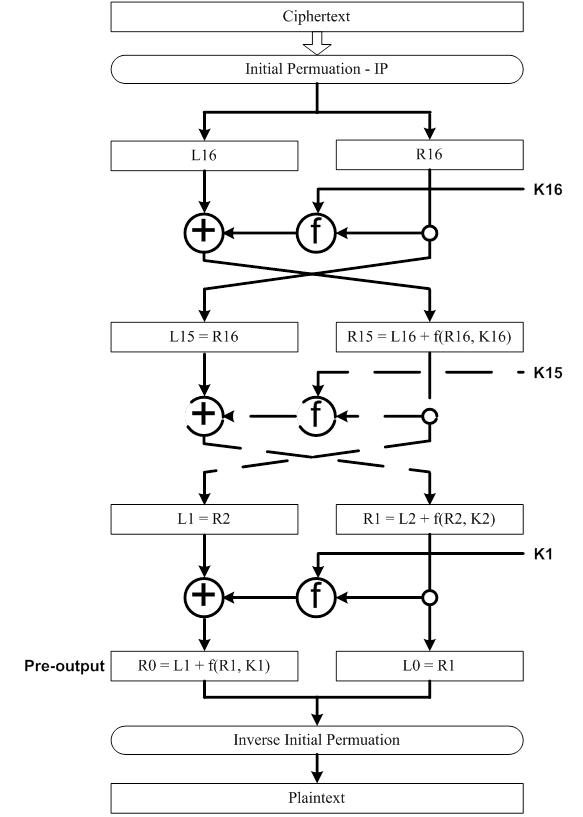 Ciphertext
Initial Permuation - IP
L16
R16
K16
+
f
L15 = R16
R15 = L16 + f(R16, K16)
K15
+
f
L1 = R2
R1 = L2 + f(R2, K2)
K1
+
f
Pre-output
R0 = L1 + f(R1, K1)
L0 = R1
Inverse Initial Permuation
Plaintext